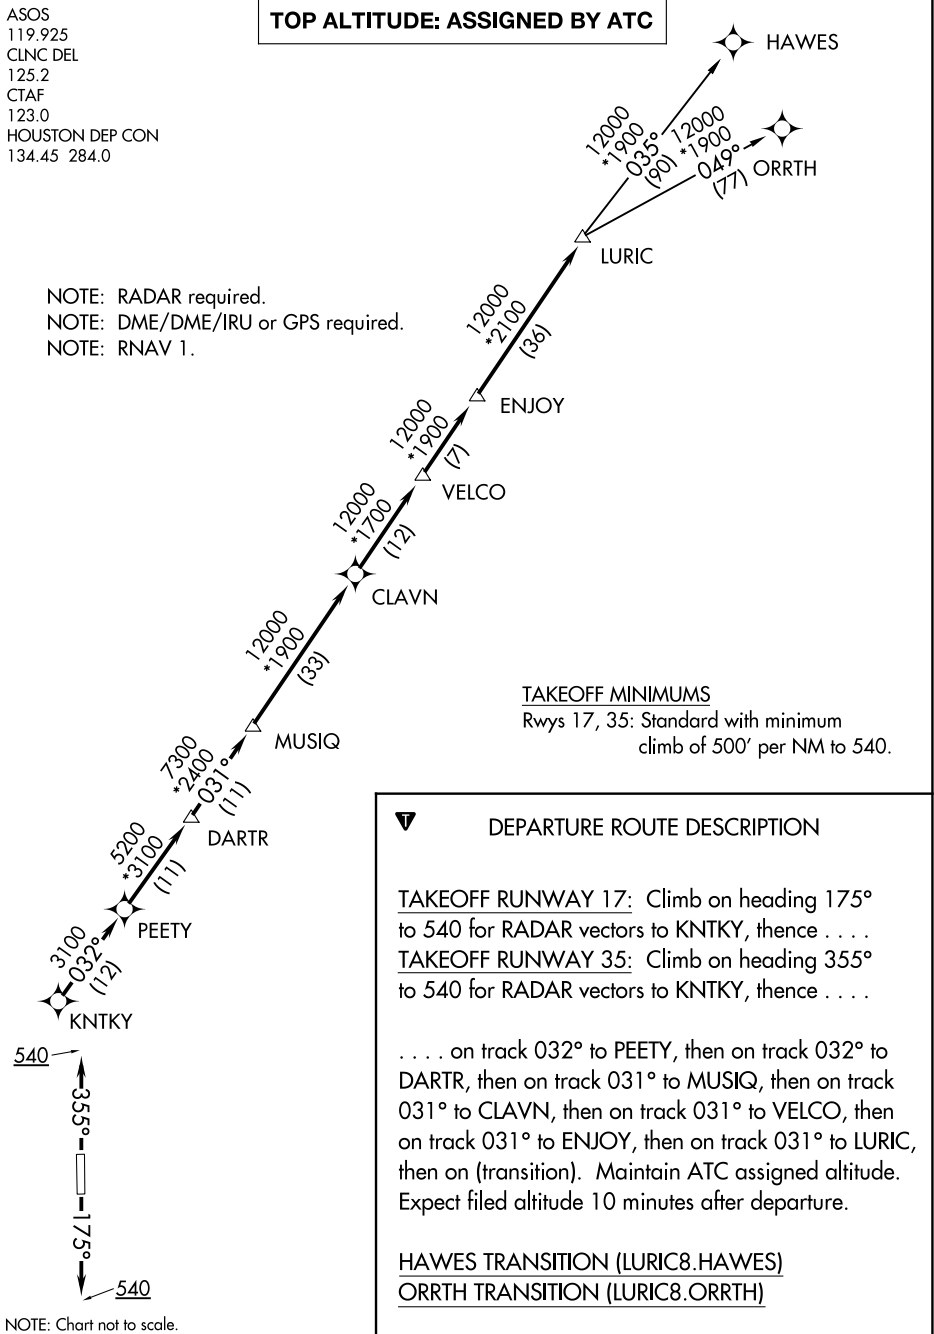 ASOS
119.925
CLNC DEL
125.2
CTAF
123.0
HOUSTON DEP CON
134.45 284.0
TOP ALTITUDE: ASSIGNED BY ATC
HAWES
12000
*1900
035°
(90)
12000
*1900
049°
(77)
ORRTH
LURIC
NOTE: RADAR required.
NOTE: DME/DME/IRU or GPS required.
NOTE: RNAV 1.
12000
*2100
(36)
ENJOY
12000
*1900
(7)
VELCO
12000
*1700
(12)
CLAVN
12000
*1900
(33)
MUSIQ
TAKEOFF MINIMUMS
Rwys 17, 35: Standard with minimum
climb of 500' per NM to 540.
7300
*2400
031°
(11)
DARTR
5200
*3100
(11)
PEETY
3100
032°
(12)
KNTKY
540
355°
175°
540
NOTE: Chart not to scale.
T
DEPARTURE ROUTE DESCRIPTION
TAKEOFF RUNWAY 17: Climb on heading 175°
to 540 for RADAR vectors to KNTKY, thence . . . .
TAKEOFF RUNWAY 35: Climb on heading 355°
to 540 for RADAR vectors to KNTKY, thence . . . .
. . . . on track 032° to PEETY, then on track 032° to
DARTR, then on track 031° to MUSIQ, then on track
031° to CLAVN, then on track 031° to VELCO, then
on track 031° to ENJOY, then on track 031° to LURIC,
then on (transition). Maintain ATC assigned altitude.
Expect filed altitude 10 minutes after departure.
HAWES TRANSITION (LURIC8.HAWES)
ORRTH TRANSITION (LURIC8.ORRTH)